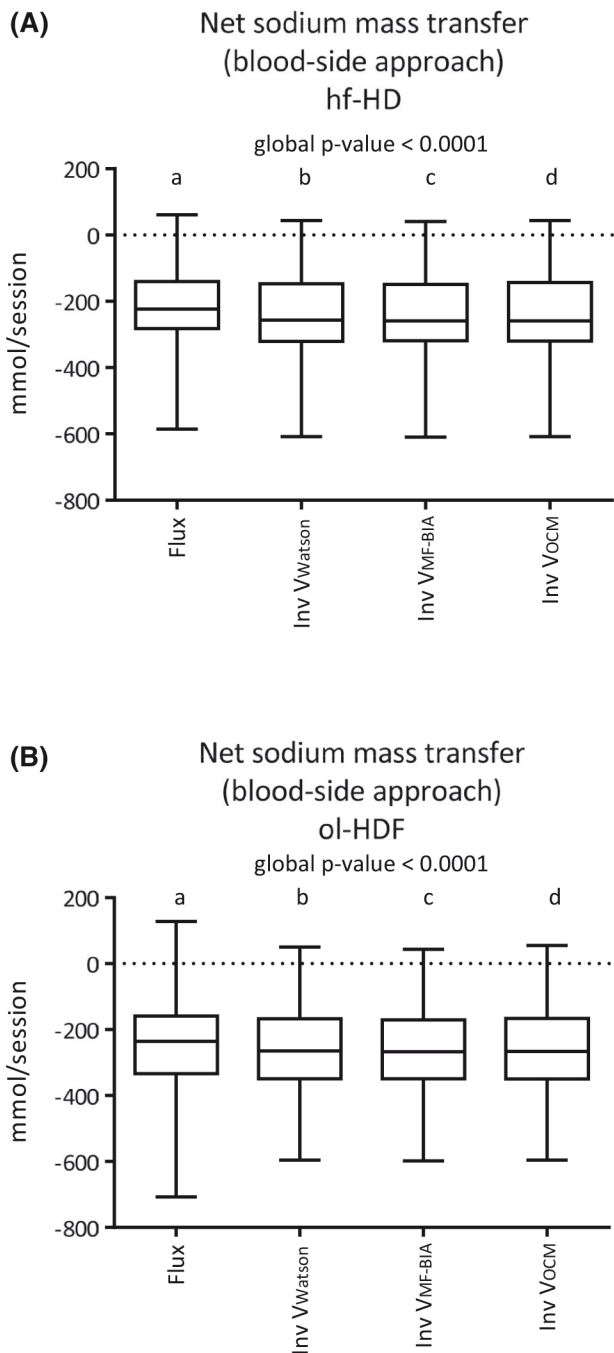 (A)
Net sodium mass transfer
(blood-side approach)
hf-HD
global p-value < 0.0001
a b c d
200
0
-200
-400
-600
-800
mmol/session
Flux
Inv VWatson
Inv VMF-BIA
Inv VOCM
(B)
Net sodium mass transfer
(blood-side approach)
ol-HDF
global p-value < 0.0001
a b c d
200
0
-200
-400
-600
-800
mmol/session
Flux
Inv VWatson
Inv VMF-BIA
Inv VOCM